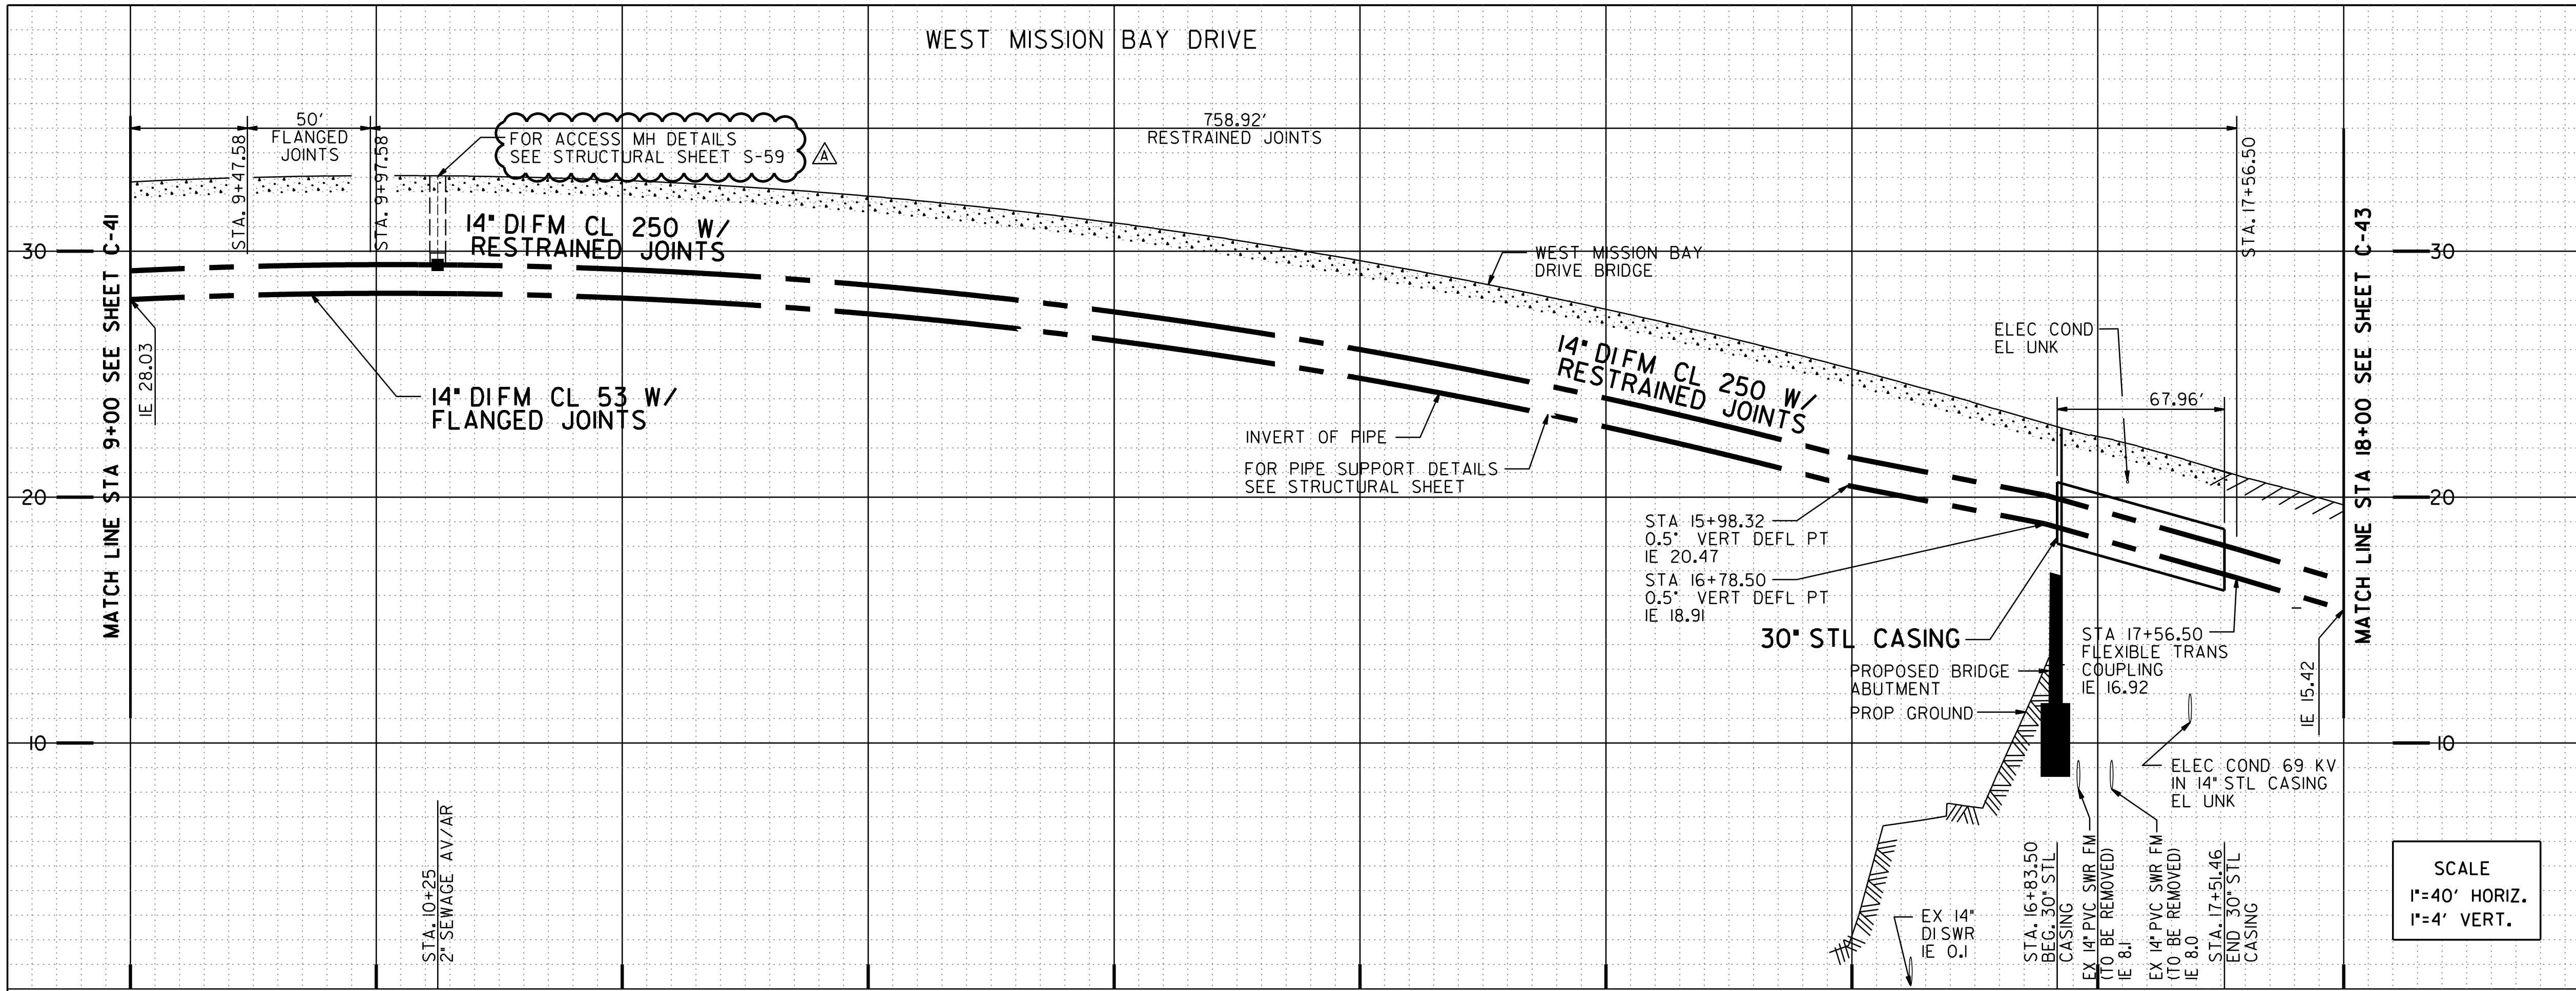 WEST MISSION BAY DRIVE
50'
FLANGED
JOINTS
STA. 9+47.58
STA. 9+97.58
FOR ACCESS MH DETAILS
SEE STRUCTURAL SHEET S-59
A
758.92'
RESTRAINED JOINTS
STA. 17+56.50
MATCH LINE STA 9+00 SEE SHEET C-41
MATCH LINE STA 18+00 SEE SHEET C-43
30
30
20
20
10
10
14" DIFM CL 250 W/
RESTRAINED JOINTS
WEST MISSION BAY
DRIVE BRIDGE
IE 28.03
14" DIFM CL 53 W/
FLANGED JOINTS
14" DIFM CL 250 W/
RESTRAINED JOINTS
ELEC COND
EL UNK
67.96'
INVERT OF PIPE
FOR PIPE SUPPORT DETAILS
SEE STRUCTURAL SHEET
STA 15+98.32
0.5° VERT DEFL PT
IE 20.47
STA 16+78.50
0.5° VERT DEFL PT
IE 18.91
30" STL CASING
PROPOSED BRIDGE
ABUTMENT
PROP GROUND
STA 17+56.50
FLEXIBLE TRANS
COUPLING
IE 16.92
IE 15.42
ELEC COND 69 KV
IN 14" STL CASING
EL UNK
STA. 10+25
2" SEWAGE AV/AR
EX 14"
DI SWR
IE 0.1
STA. 16+83.50
BEG. 30" STL
CASING
EX 14" PVC SWR FM
(TO BE REMOVED)
IE 8.1
EX 14" PVC SWR FM
(TO BE REMOVED)
IE 8.0
STA. 17+51.46
END 30" STL
CASING
SCALE
1"=40' HORIZ.
1"=4' VERT.